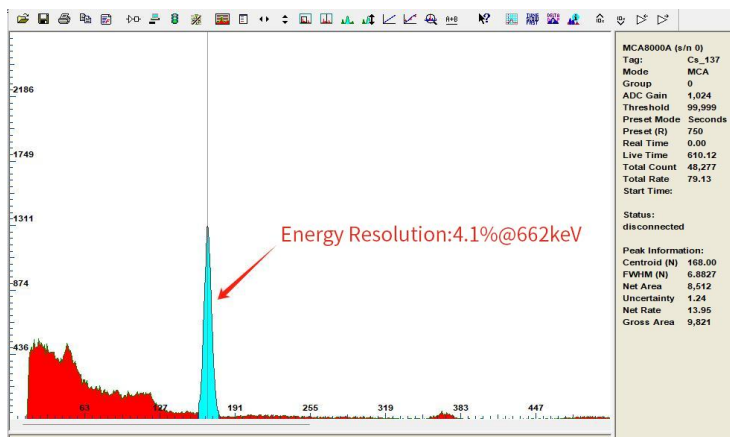 A+B
2186
1749
1311
874
436
63
127
191
255
319
383
447
Energy Resolution:4.1%@662keV
MCA8000A (s/n 0)
Tag: Cs_137
Mode MCA
Group 0
ADC Gain 1,024
Threshold 99,999
Preset Mode Seconds
Preset (R) 750
Real Time 0.00
Live Time 610.12
Total Count 48,277
Total Rate 79.13
Start Time:
Status:
disconnected
Peak Information:
Centroid (N) 168.00
FWHM (N) 6.8827
Net Area 8,512
Uncertainty 1.24
Net Rate 13.95
Gross Area 9,821